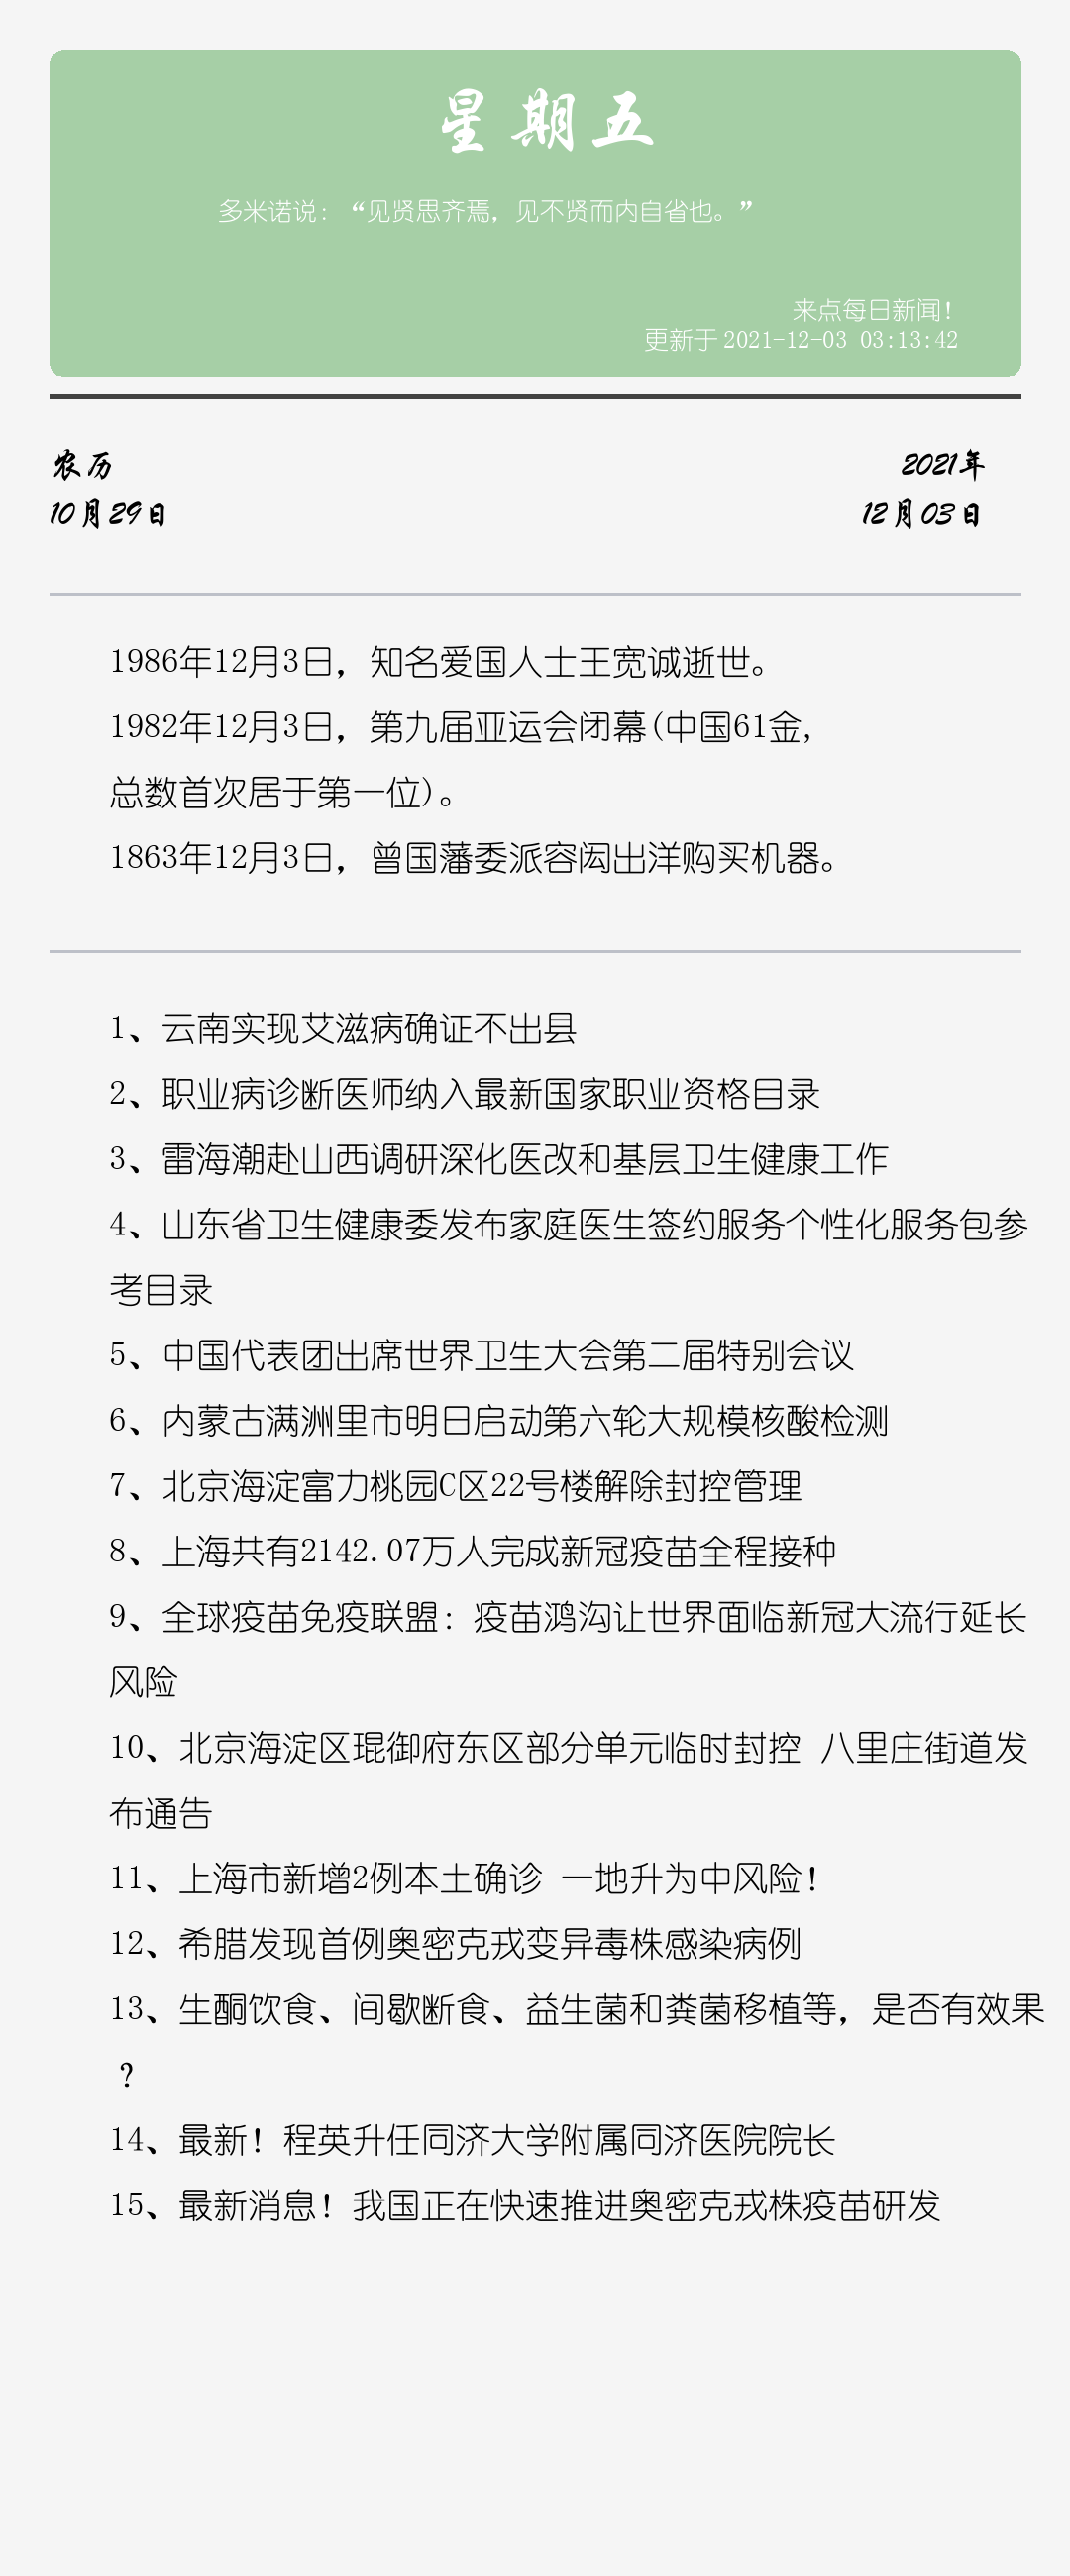 星期五
多米诺说：“见贤思齐焉，见不贤而内自省也。”
来点每日新闻！
更新于 2021-12-03 03:13:42
农历
10月29日
2021年
12月03日
1986年12月3日，知名爱国人士王宽诚逝世。
1982年12月3日，第九届亚运会闭幕(中国61金,
总数首次居于第一位)。
1863年12月3日，曾国藩委派容闳出洋购买机器。
1、云南实现艾滋病确证不出县
2、职业病诊断医师纳入最新国家职业资格目录
3、雷海潮赴山西调研深化医改和基层卫生健康工作
4、山东省卫生健康委发布家庭医生签约服务个性化服务包参
考目录
5、中国代表团出席世界卫生大会第二届特别会议
6、内蒙古满洲里市明日启动第六轮大规模核酸检测
7、北京海淀富力桃园C区22号楼解除封控管理
8、上海共有2142.07万人完成新冠疫苗全程接种
9、全球疫苗免疫联盟：疫苗鸿沟让世界面临新冠大流行延长
风险
10、北京海淀区琨御府东区部分单元临时封控 八里庄街道发
布通告
11、上海市新增2例本土确诊 一地升为中风险！
12、希腊发现首例奥密克戎变异毒株感染病例
13、生酮饮食、间歇断食、益生菌和粪菌移植等，是否有效果
？
14、最新！程英升任同济大学附属同济医院院长
15、最新消息！我国正在快速推进奥密克戎株疫苗研发